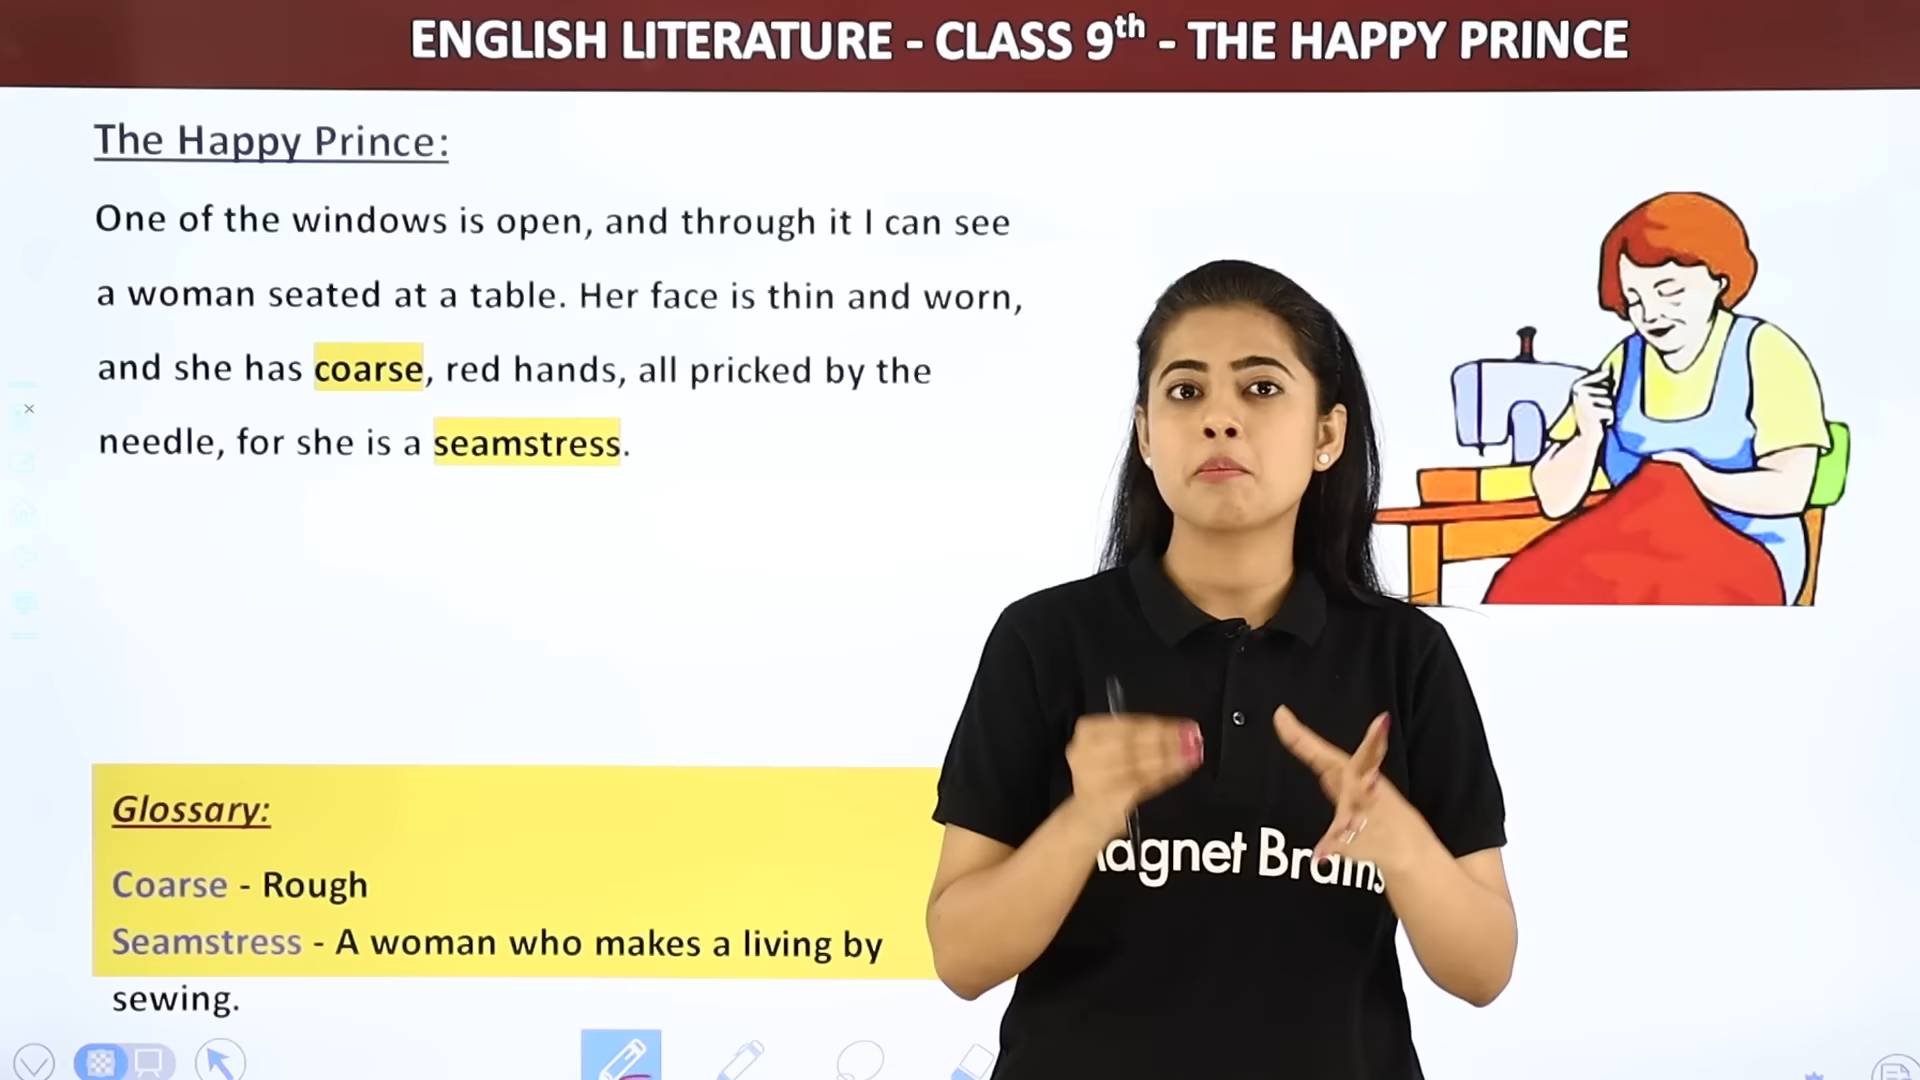 ENGLISH LITERATURE - CLASS 9th - THE HAPPY PRINCE
The Happy Prince:
One of the windows is open, and through it I can see
a woman seated at a table. Her face is thin and worn,
and she has coarse, red hands, all pricked by the
needle, for she is a seamstress.
Glossary:
Coarse - Rough
Seamstress - A woman who makes a living by
sewing.
agnet Brains